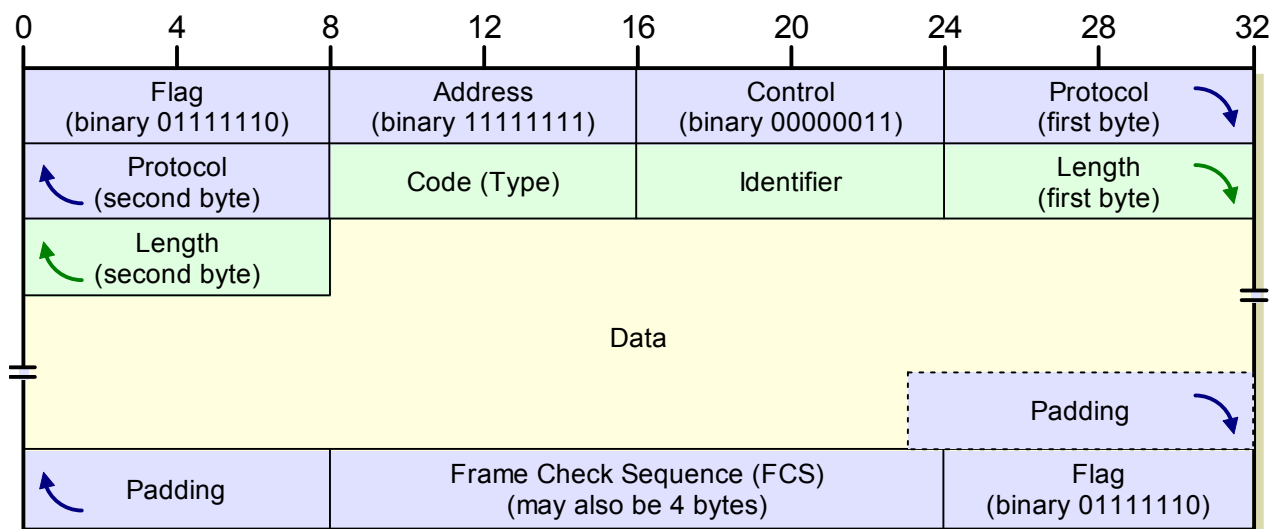 0 4 8 12 16 20 24 28 32
Flag Address Control Protocol
(binary 01111110) (binary 11111111) (binary 00000011) (first byte)
Protocol
(second byte)
Code (Type)
Identifier
Length
(first byte)
Length
(second byte)
Data
Padding
Padding
Frame Check Sequence (FCS)
(may also be 4 bytes)
Flag
(binary 01111110)